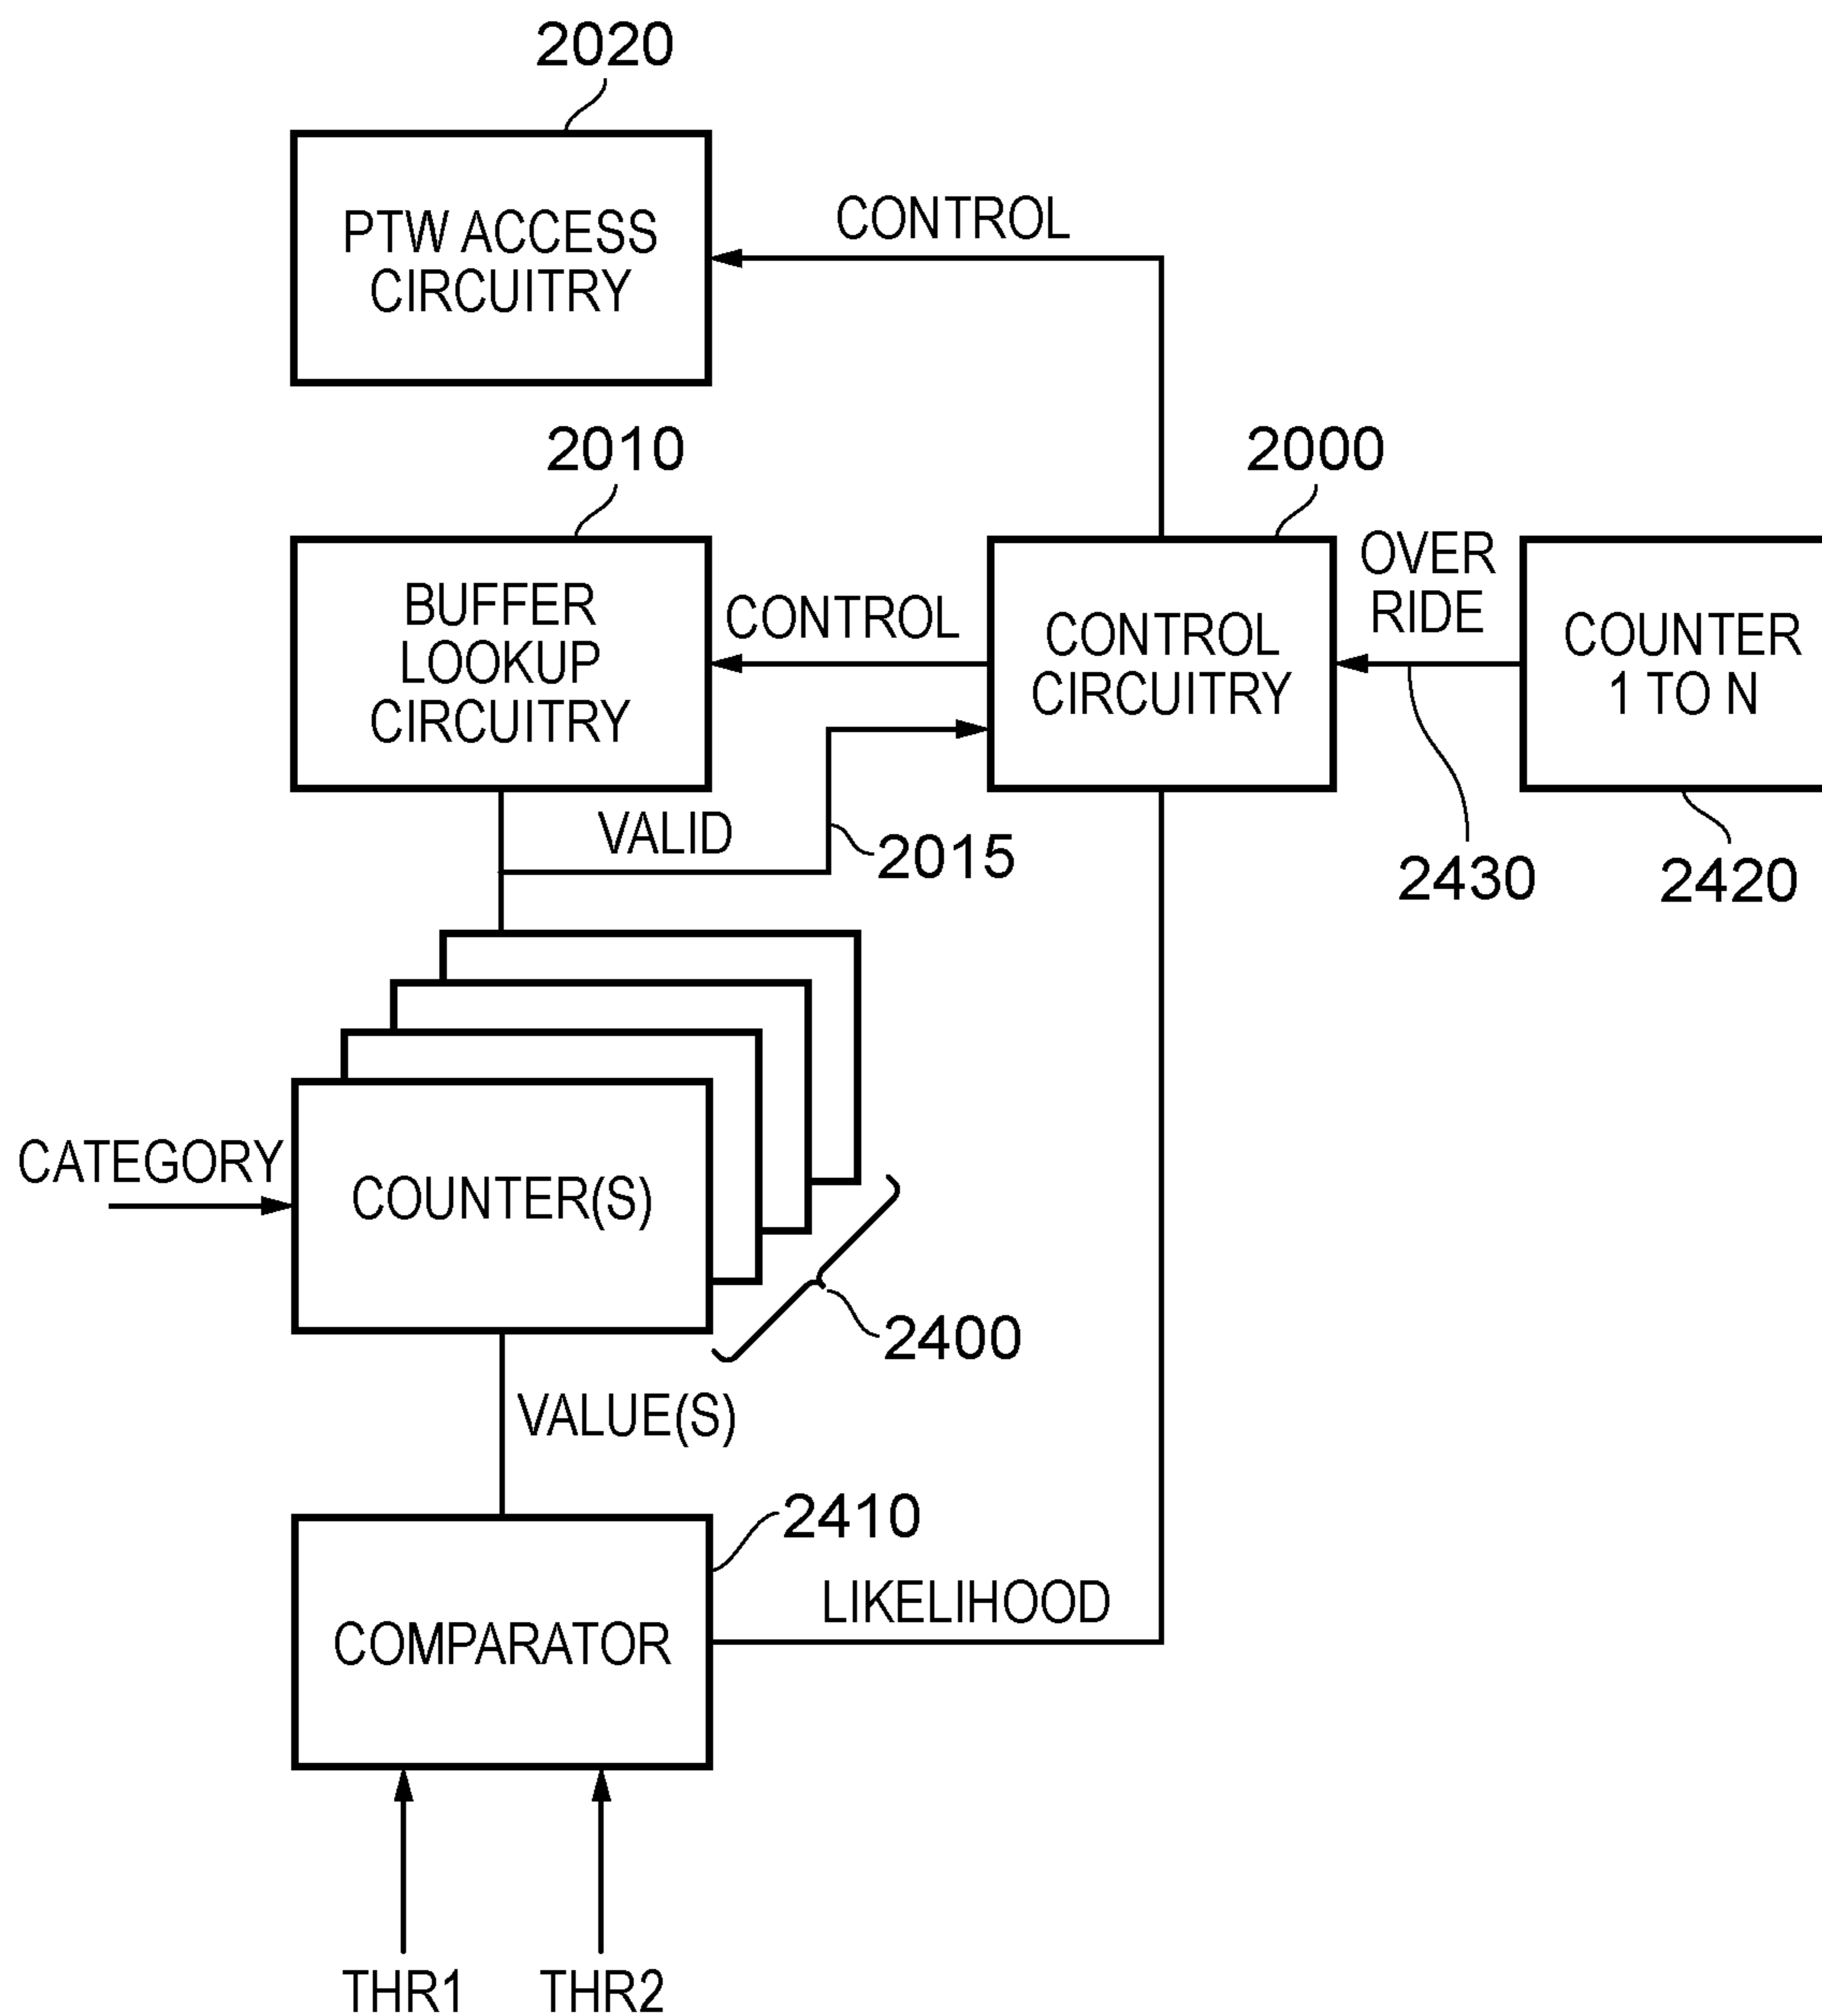 2020
PTW ACCESS
CIRCUITRY
CONTROL
2010
2000
BUFFER
LOOKUP
CIRCUITRY
CONTROL
CONTROL
CIRCUITRY
OVER
RIDE
COUNTER
1 TO N
VALID
2015
2430
2420
CATEGORY
COUNTER(S)
2400
VALUE(S)
2410
COMPARATOR
LIKELIHOOD
THR1
THR2